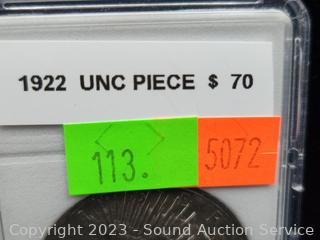 1922 UNC PIECE $ 70
113.
5072
Copyright © 2023 - Sound Auction Service